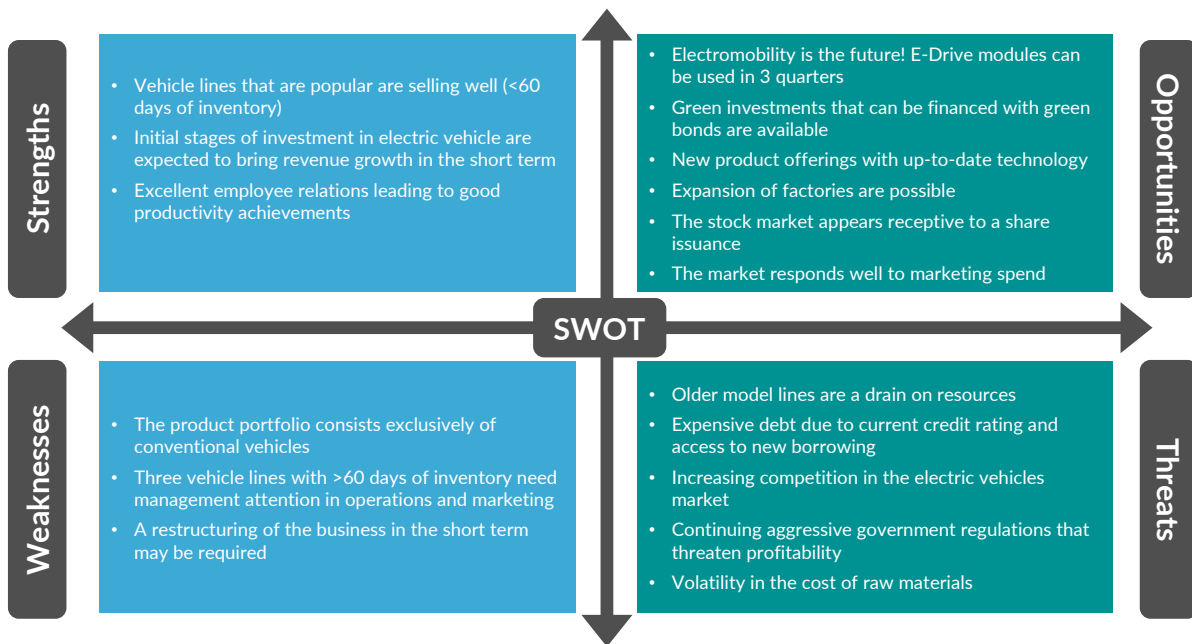 Strengths
• Vehicle lines that are popular are selling well (<60
days of inventory)
• Initial stages of investment in electric vehicle are
expected to bring revenue growth in the short term
• Excellent employee relations leading to good
productivity achievements
• Electromobility is the future! E-Drive modules can
be used in 3 quarters
• Green investments that can be financed with green
bonds are available
• New product offerings with up-to-date technology
• Expansion of factories are possible
• The stock market appears receptive to a share
issuance
• The market responds well to marketing spend
Opportunities
SWOT
Weaknesses
• The product portfolio consists exclusively of
conventional vehicles
• Three vehicle lines with >60 days of inventory need
management attention in operations and marketing
• A restructuring of the business in the short term
may be required
• Older model lines are a drain on resources
• Expensive debt due to current credit rating and
access to new borrowing
• Increasing competition in the electric vehicles
market
• Continuing aggressive government regulations that
threaten profitability
• Volatility in the cost of raw materials
Threats